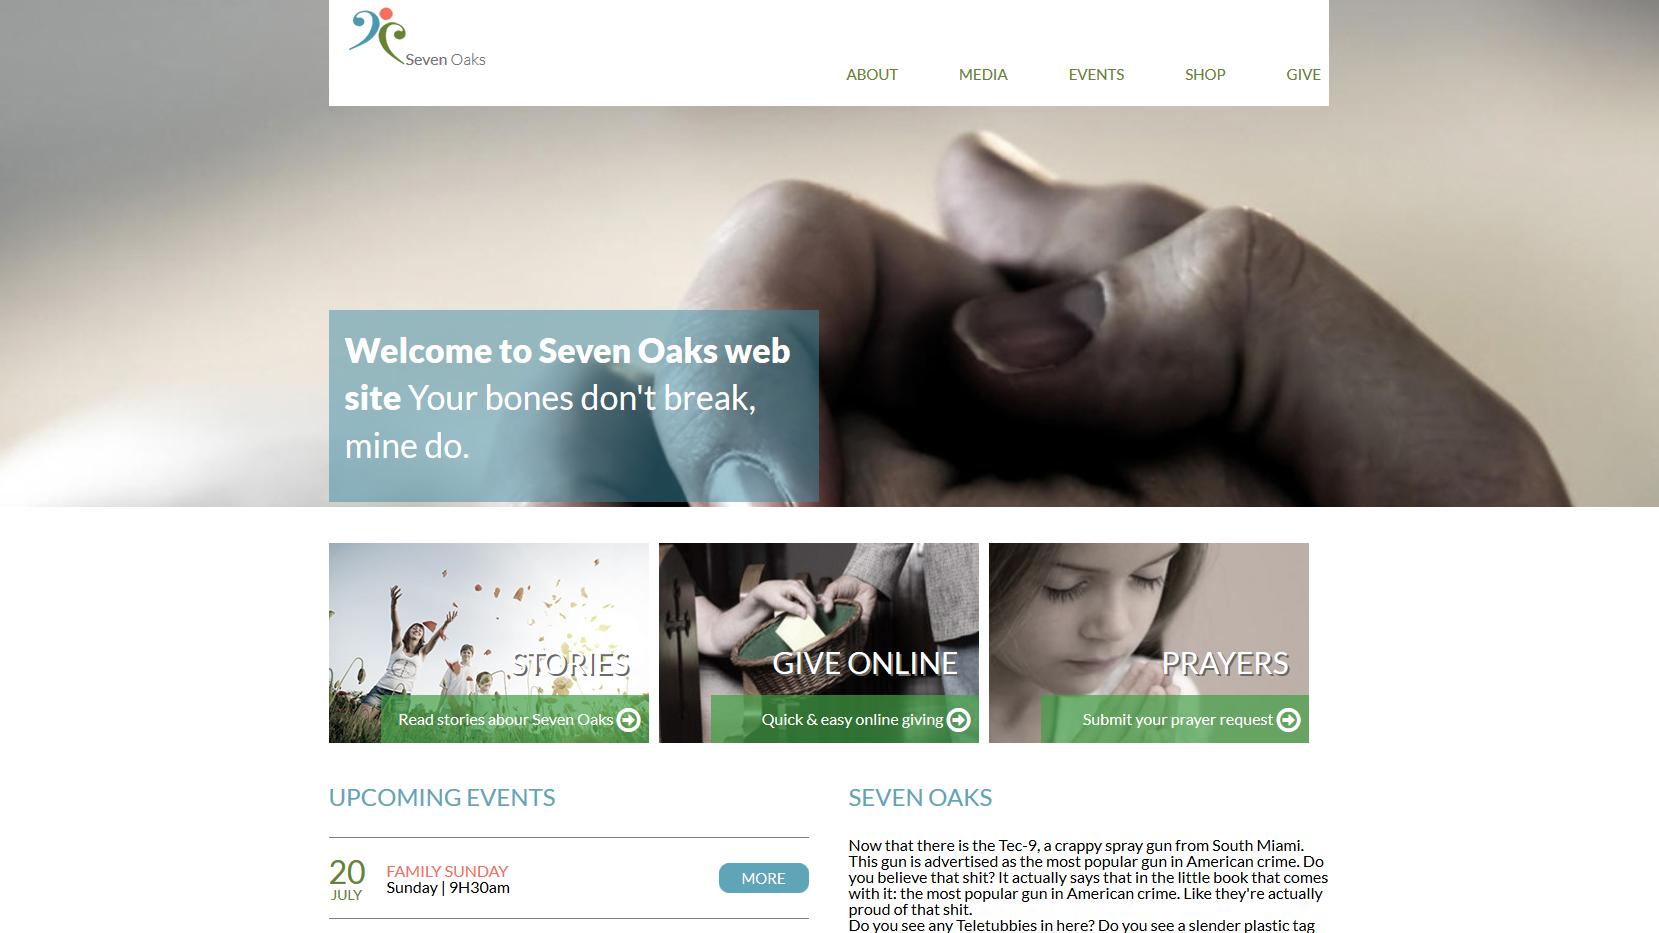 Seven Oaks
ABOUT
MEDIA
EVENTS
SHOP
GIVE
Welcome to Seven Oaks web
site Your bones don't break,
mine do.
STORIES
Read stories abour Seven Oaks
GIVE ONLINE
Quick & easy online giving
PRAYERS
Submit your prayer request
UPCOMING EVENTS
20
JULY
FAMILY SUNDAY
Sunday | 9H30am
MORE
SEVEN OAKS
Now that there is the Tec-9, a crappy spray gun from South Miami.
This gun is advertised as the most popular gun in American crime. Do
you believe that shit? It actually says that in the little book that comes
with it: the most popular gun in American crime. Like they're actually
proud of that shit.
Do you see any Teletubbies in here? Do you see a slender plastic tag